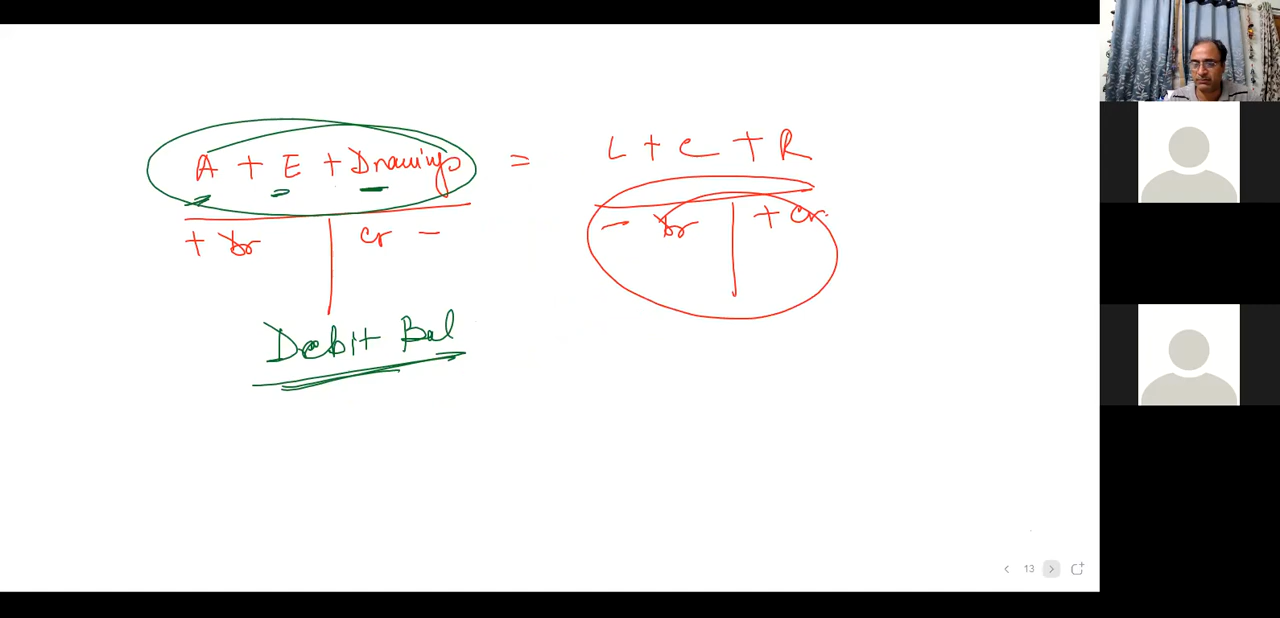 A + E + Drawings = L + C + R
+ Dr Cr - - Dr + Cr
Debit Bal
13